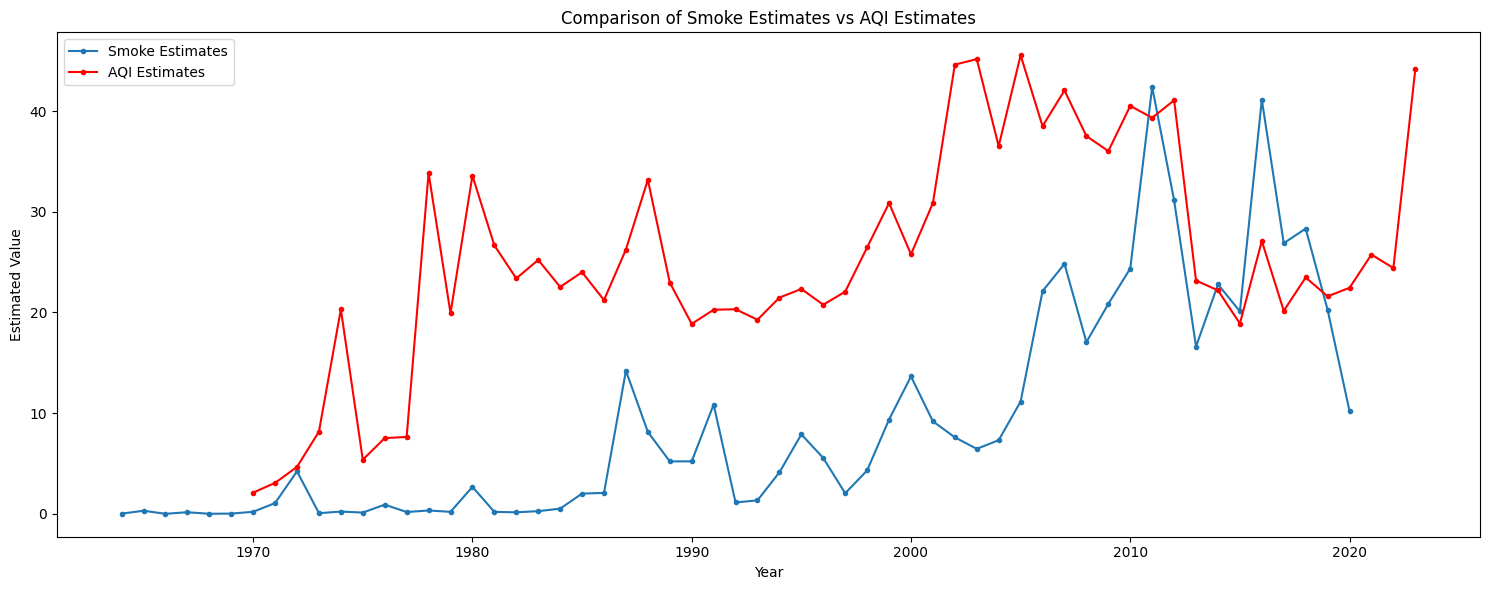 Comparison of Smoke Estimates vs AQI Estimates
Smoke Estimates
AQI Estimates
Estimated Value
40
30
20
10
0
1970 1980 1990 2000 2010 2020
Year